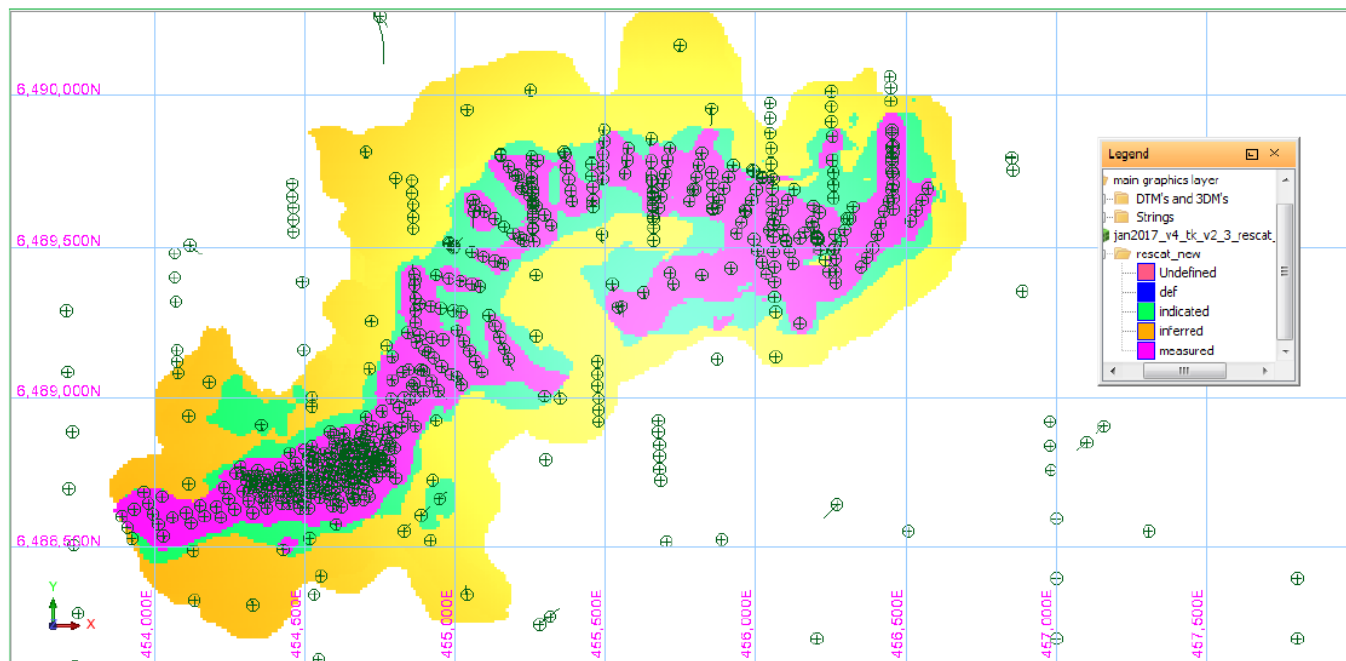 6,490,000N
6,489,500N
6,489,000N
6,488,500N
454,000E
454,500E
455,000E
455,500E
456,000E
456,500E
457,000E
457,500E
Y
X
Legend
main graphics layer
DTM's and 3DM's
Strings
jan2017_v4_tk_v2_3_rescat_
rescat_new
Undefined
def
indicated
inferred
measured